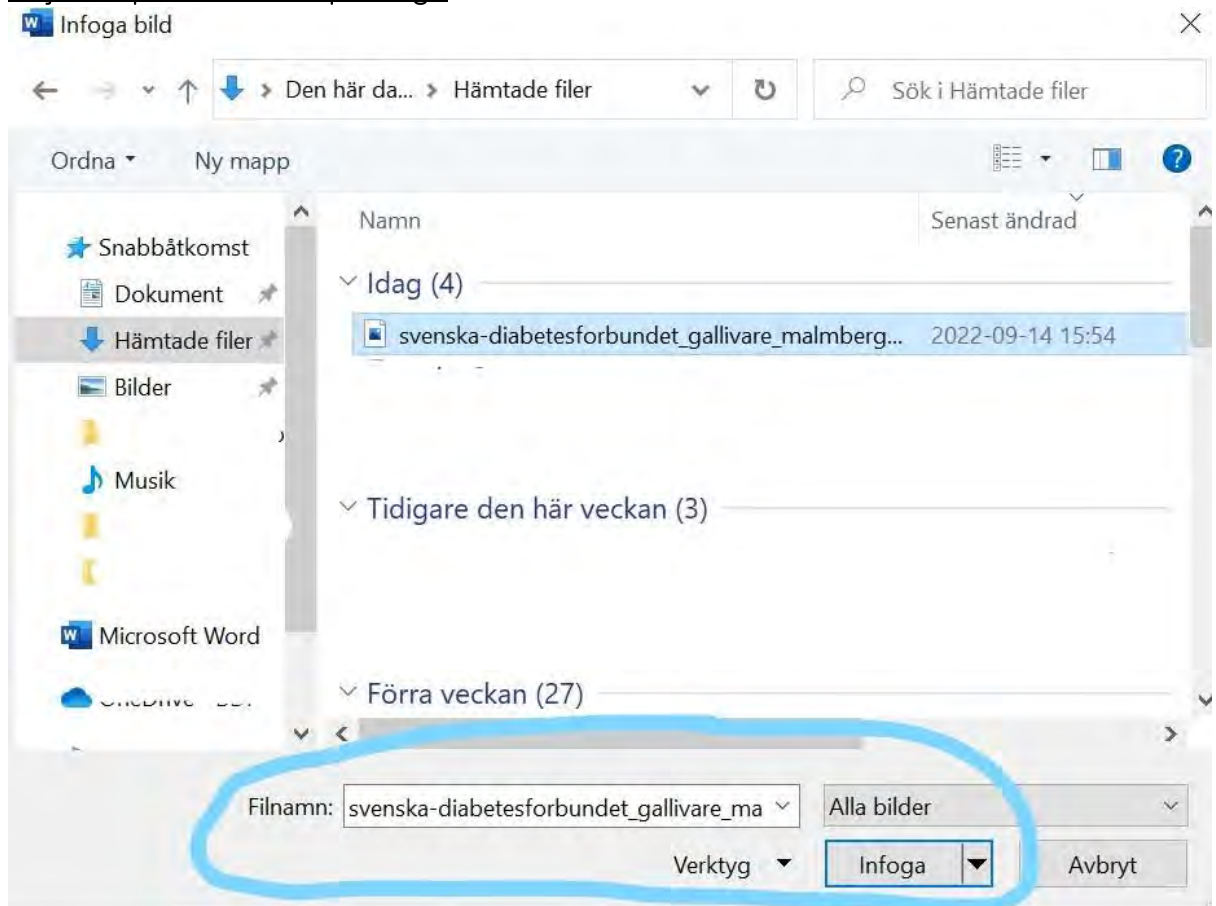 Infoga bild
Den här da... > Hämtade filer
Sök i Hämtade filer
Ordna
Ny mapp
Namn
Senast ändrad
Snabbåtkomst
Dokument
Hämtade filer
Bilder
Musik
Microsoft Word
Idag (4)
svenska-diabetesforbundet_gallivare_malmberg... 2022-09-14 15:54
Tidigare den här veckan (3)
Förra veckan (27)
Filnamn: svenska-diabetesforbundet_gallivare_ma
Alla bilder
Verktyg
Infoga
Avbryt